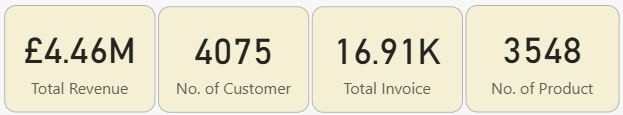 £4.46M
Total Revenue
4075
No. of Customer
16.91K
Total Invoice
3548
No. of Product